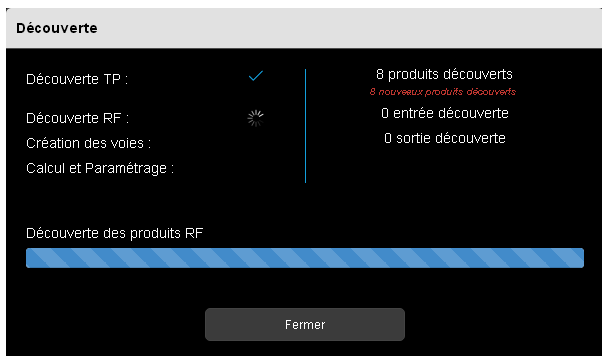 Découverte
Découverte TP :
8 produits découverts
8 nouveaux produits découverts
Découverte RF :
0 entrée découverte
Création des voies :
0 sortie découverte
Calcul et Paramétrage :
Découverte des produits RF
Fermer